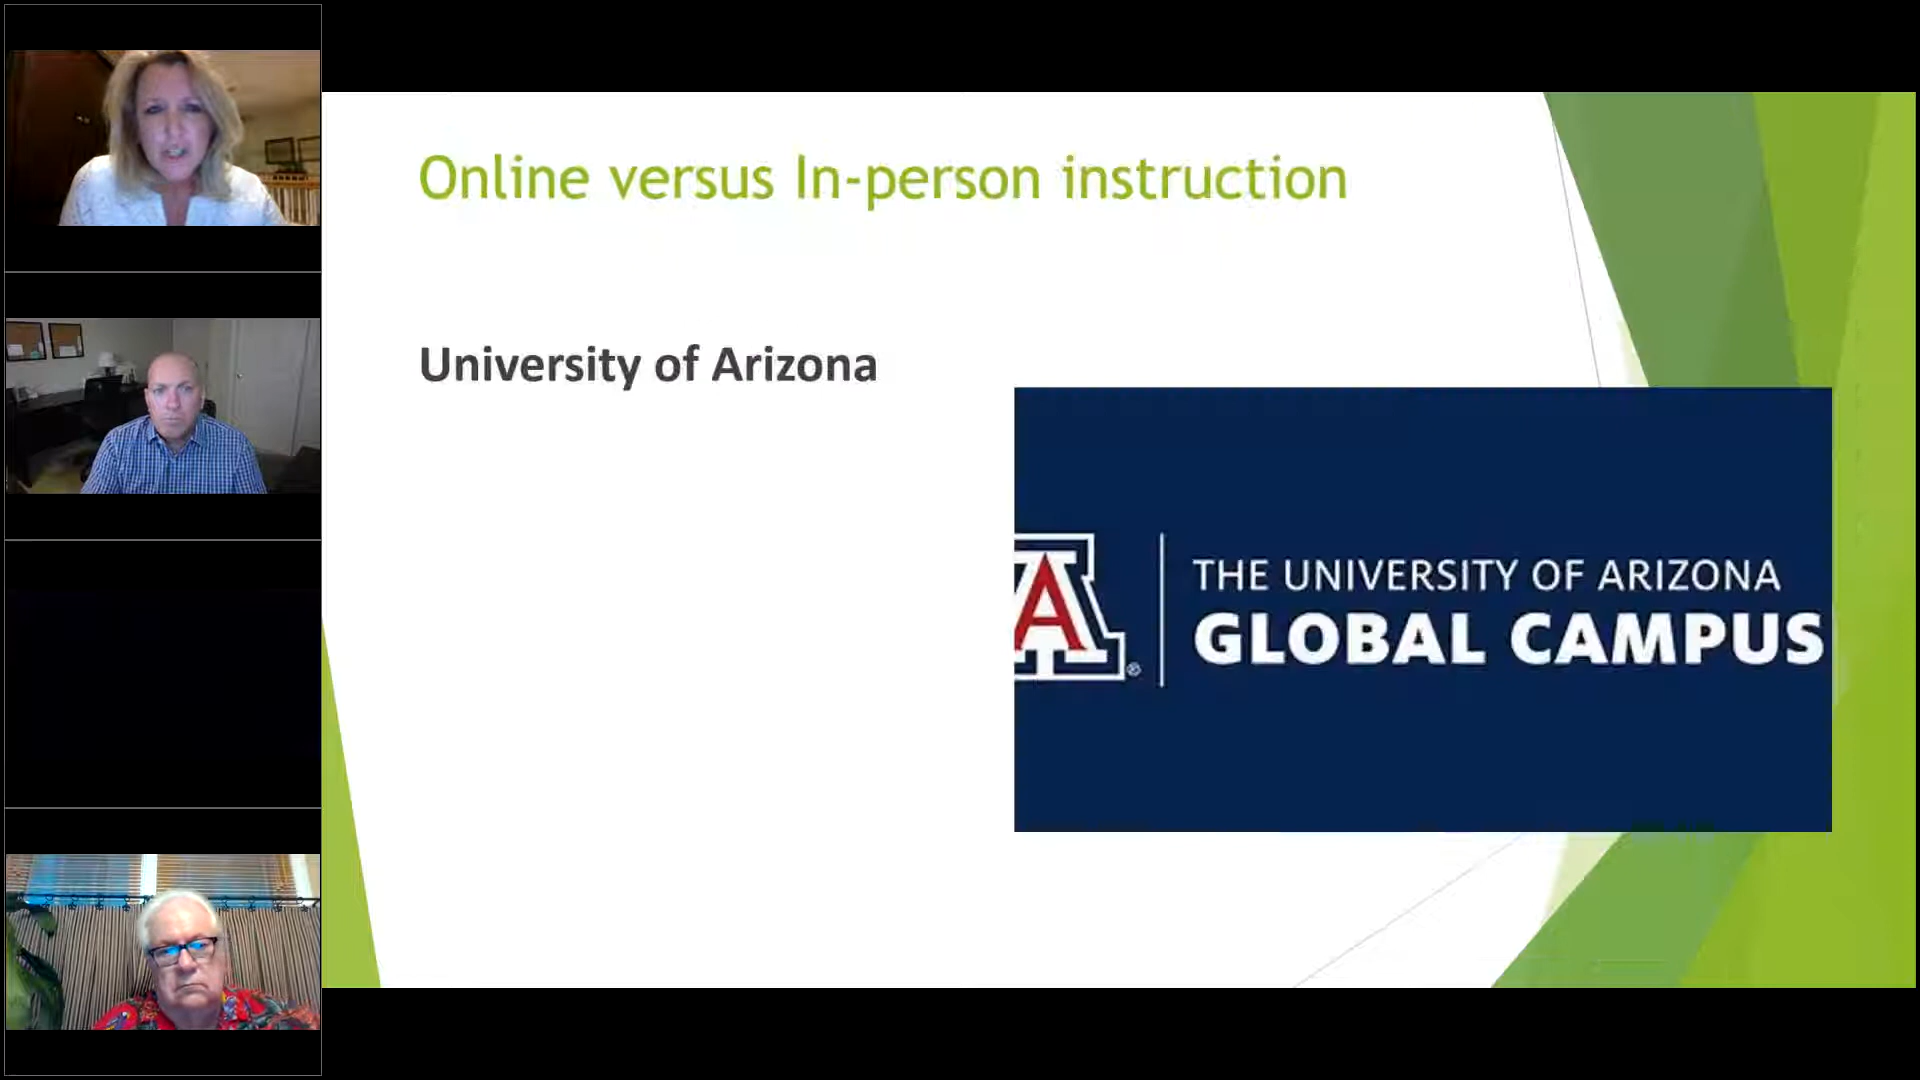 Online versus In-person instruction
University of Arizona
A
®
THE UNIVERSITY OF ARIZONA
GLOBAL CAMPUS